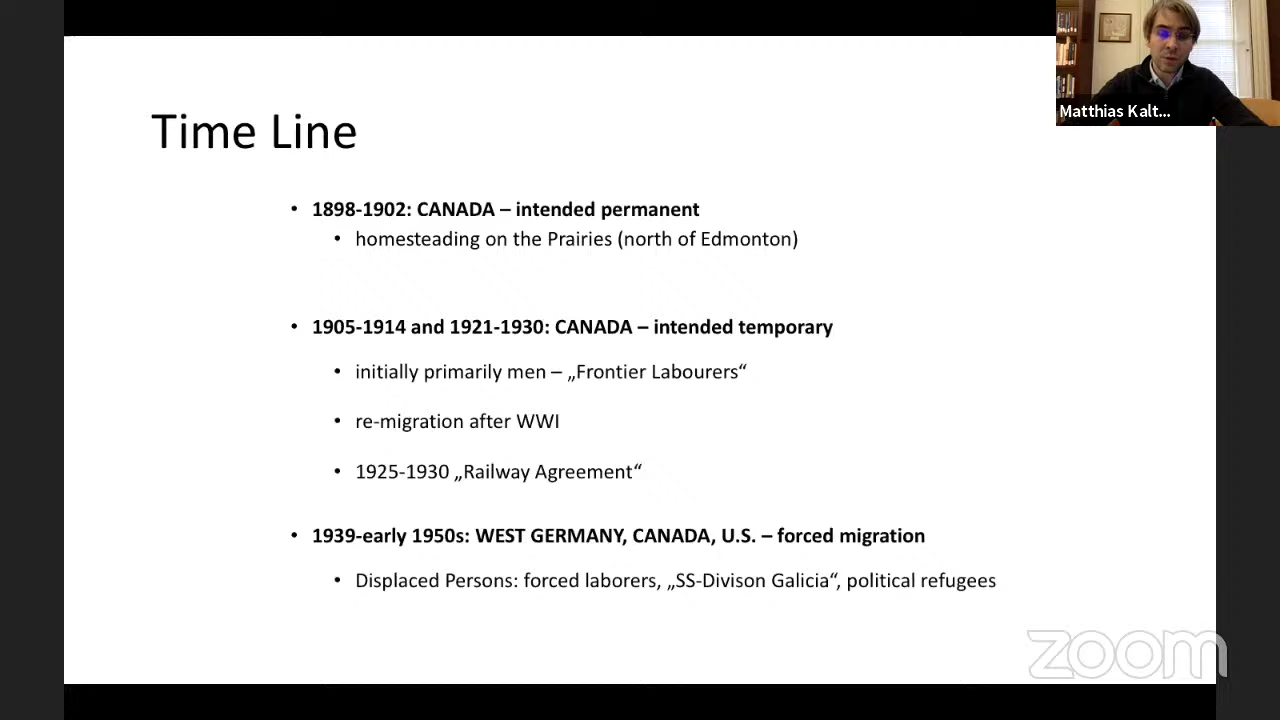 Matthias Kalt...
Time Line
• 1898-1902: CANADA – intended permanent
• homesteading on the Prairies (north of Edmonton)
• 1905-1914 and 1921-1930: CANADA – intended temporary
• initially primarily men – „Frontier Labourers“
• re-migration after WWI
• 1925-1930 „Railway Agreement“
• 1939-early 1950s: WEST GERMANY, CANADA, U.S. – forced migration
• Displaced Persons: forced laborers, „SS-Divison Galicia“, political refugees
zoom